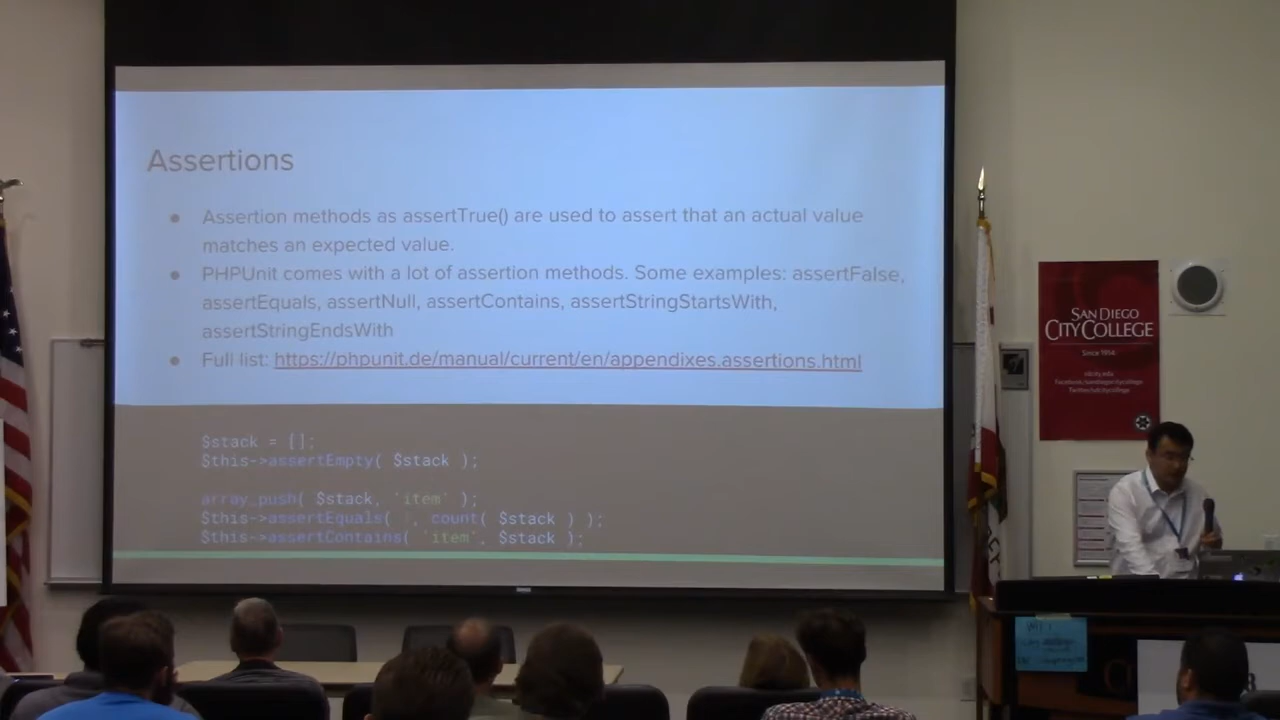 Assertions
Assertion methods as assertTrue() are used to assert that an actual value
matches an expected value.
PHPUnit comes with a lot of assertion methods. Some examples: assertFalse,
assertEquals, assertNull, assertContains, assertStringStartsWith,
assertStringEndsWith
Full list: https://phpunit.de/manual/current/en/appendixes.assertions.html
$stack = [];
$this->assertEmpty( $stack );
array_push( $stack, 'item' );
$this->assertEquals( , count( $stack ) );
$this->assertContains( 'item', $stack );
SAN DIEGO
CITY COLLEGE
Since 1914
sdcity.edu